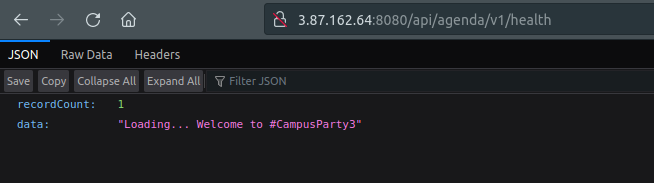 3.87.162.64:8080/api/agenda/v1/health
JSON Raw Data Headers
Save Copy Collapse All Expand All Filter JSON
recordCount: 1
data: "Loading... Welcome to #CampusParty3"